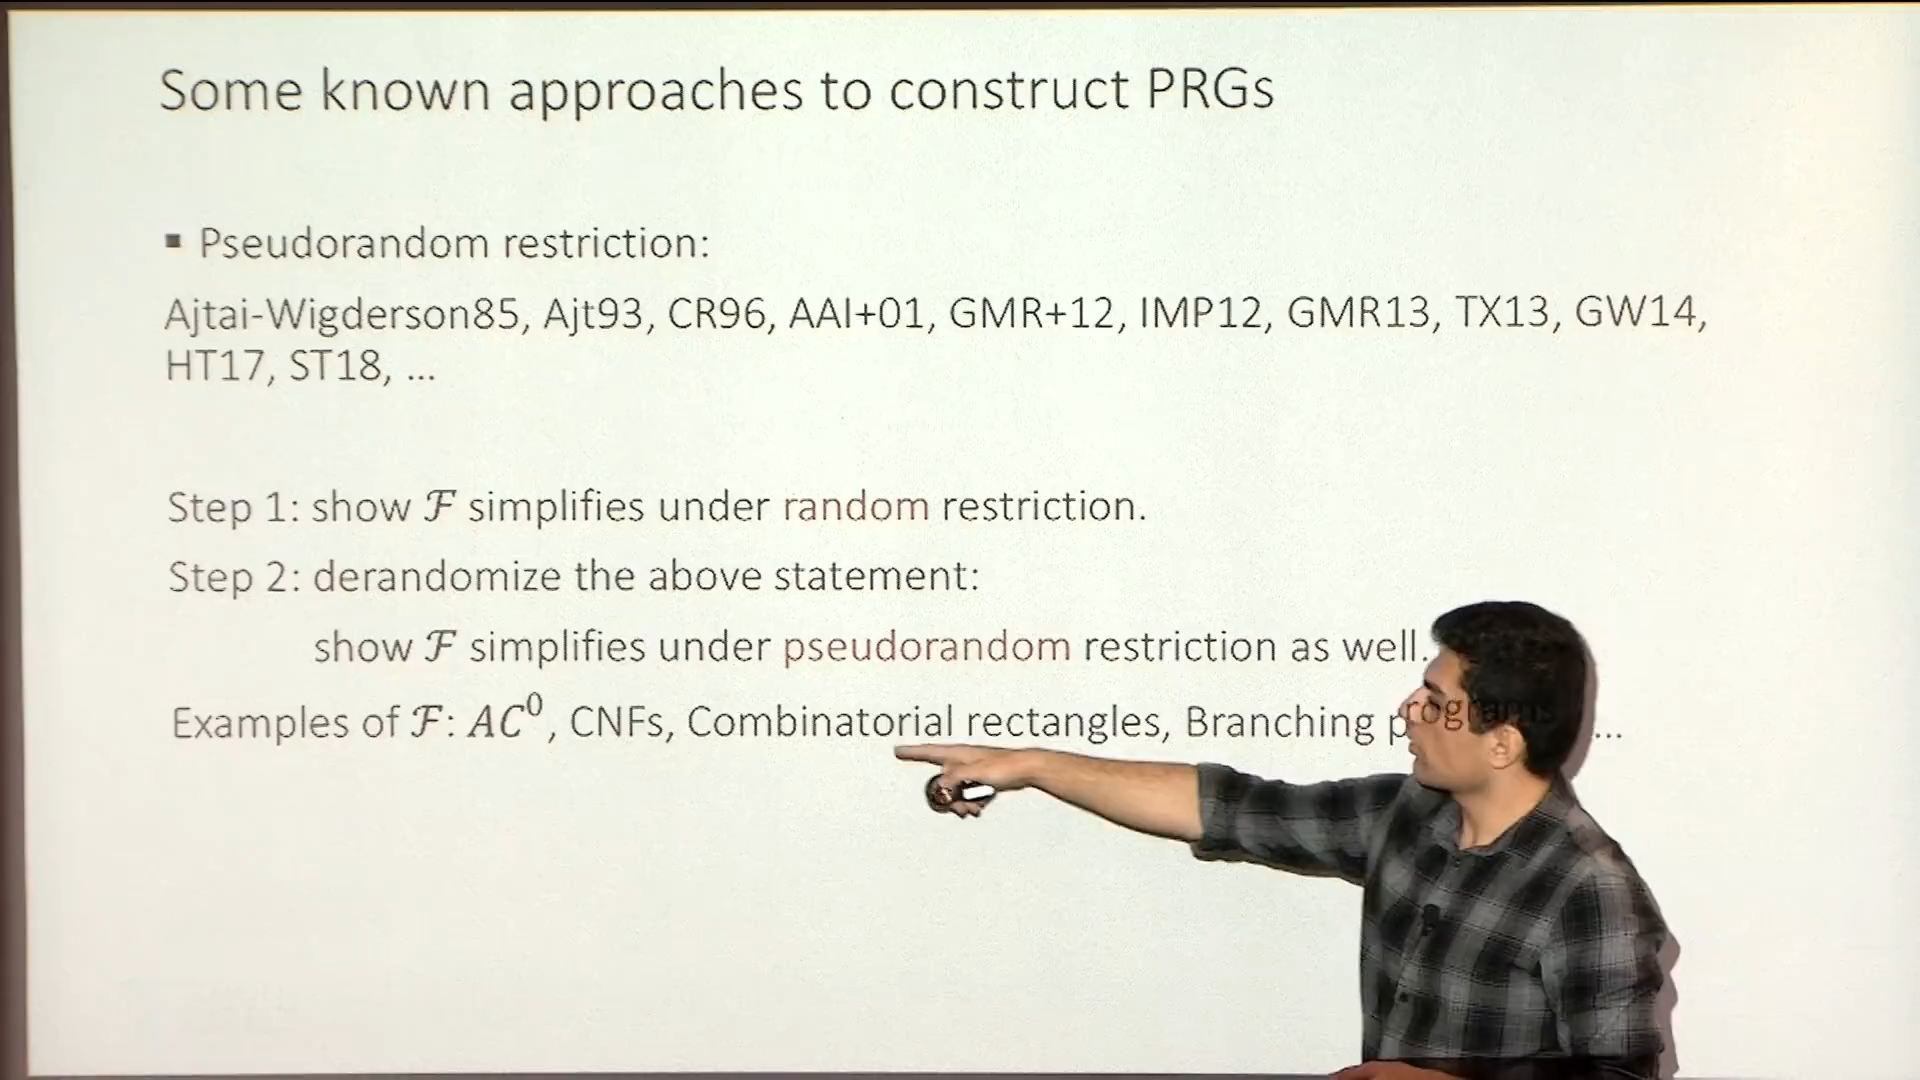 Some known approaches to construct PRGs
▪ Pseudorandom restriction:
Ajtai-Wigderson85, Ajt93, CR96, AAI+01, GMR+12, IMP12, GMR13, TX13, GW14,
HT17, ST18, ...
Step 1: show ℱ simplifies under random restriction.
Step 2: derandomize the above statement:
show ℱ simplifies under pseudorandom restriction as well.
Examples of ℱ: AC⁰, CNFs, Combinatorial rectangles, Branching programs ...